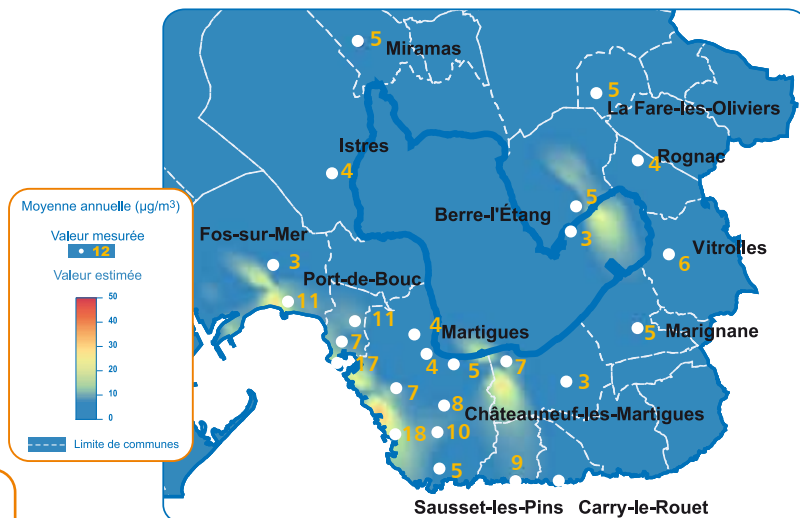 5
Miramas
5
La Fare-les-Oliviers
Istres
4
4
Rognac
Moyenne annuelle (µg/m³)
Valeur mesurée
12
Valeur estimée
50
40
30
20
10
0
Limite de communes
5
Berre-l'Étang
3
Fos-sur-Mer
3
Vitrolles
6
Port-de-Bouc
11
11
4
Martigues
5
Marignane
7
17
4
5
7
3
7
8
Châteauneuf-les-Martigues
18
10
5
9
Sausset-les-Pins Carry-le-Rouet